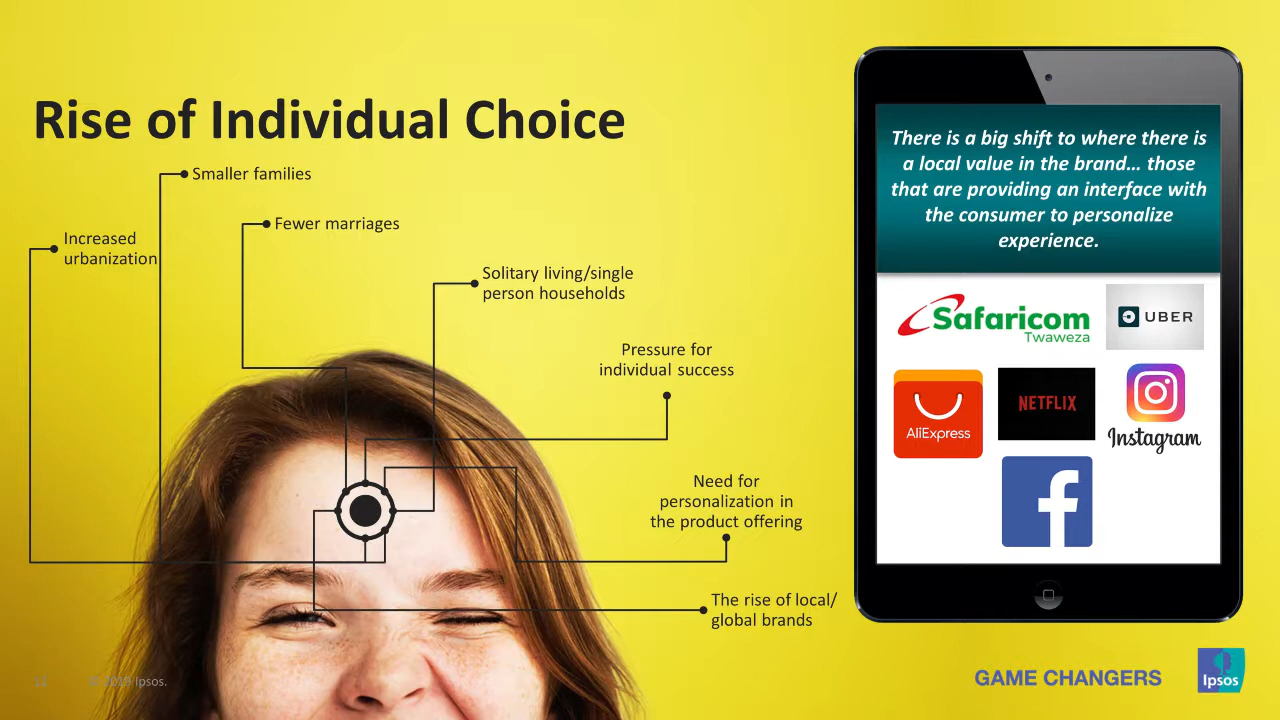 Rise of Individual Choice
Smaller families
Fewer marriages
Increased
urbanization
Solitary living/single
person households
Pressure for
individual success
Need for
personalization in
the product offering
The rise of local/
global brands
There is a big shift to where there is
a local value in the brand... those
that are providing an interface with
the consumer to personalize
experience.
Safaricom
Twaweza
UBER
AliExpress
NETFLIX
Instagram
f
© 2019 Ipsos.
GAME CHANGERS
Ipsos